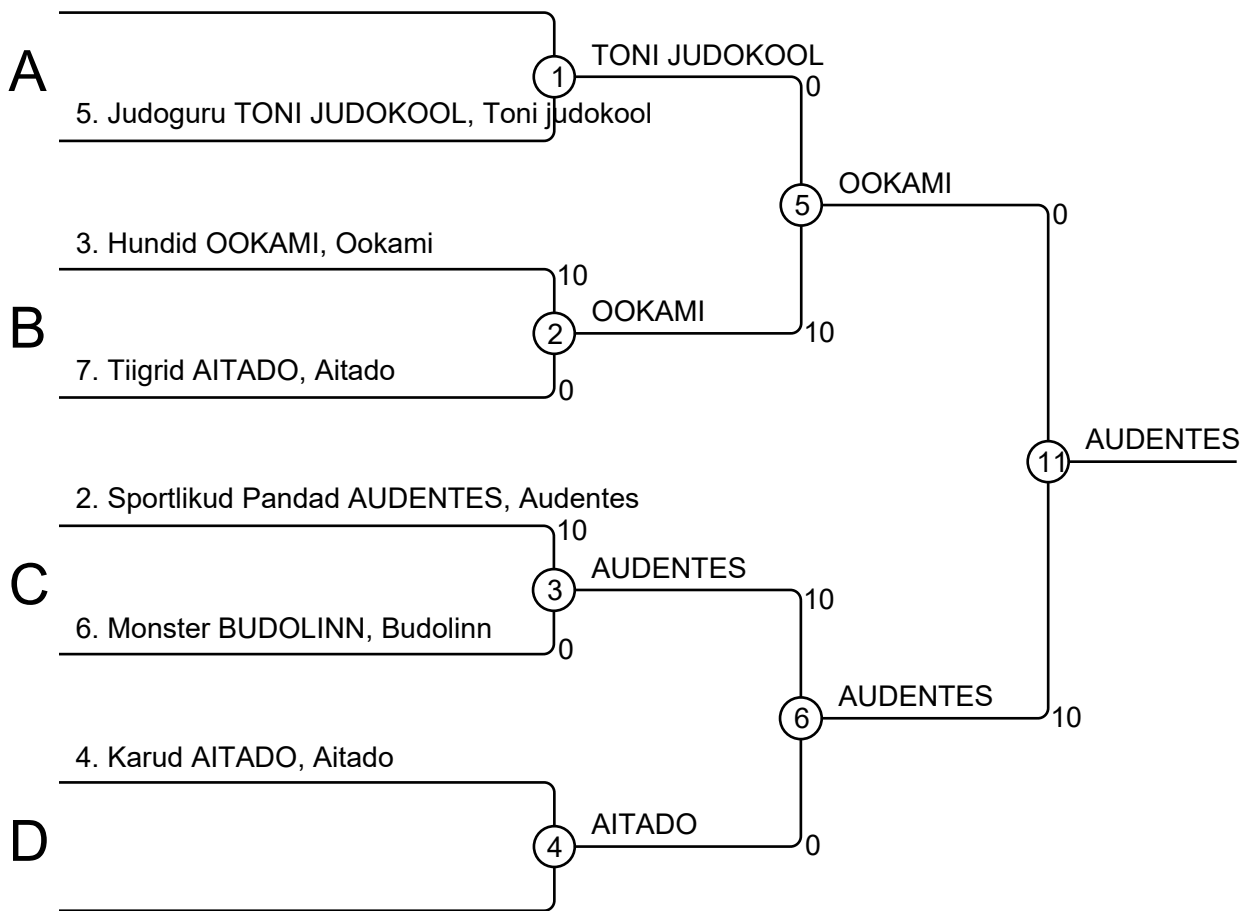 A
1
TONI JUDOKOOL
0
5. Judoguru TONI JUDOKOOL, Toni judokool
5
OOKAMI
0
3. Hundid OOKAMI, Ookami
10
B
2
OOKAMI
10
7. Tiigrid AITADO, Aitado
0
11
AUDENTES
2. Sportlikud Pandad AUDENTES, Audentes
10
C
3
AUDENTES
10
6. Monster BUDOLINN, Budolinn
0
6
AUDENTES
10
4. Karud AITADO, Aitado
D
4
AITADO
0